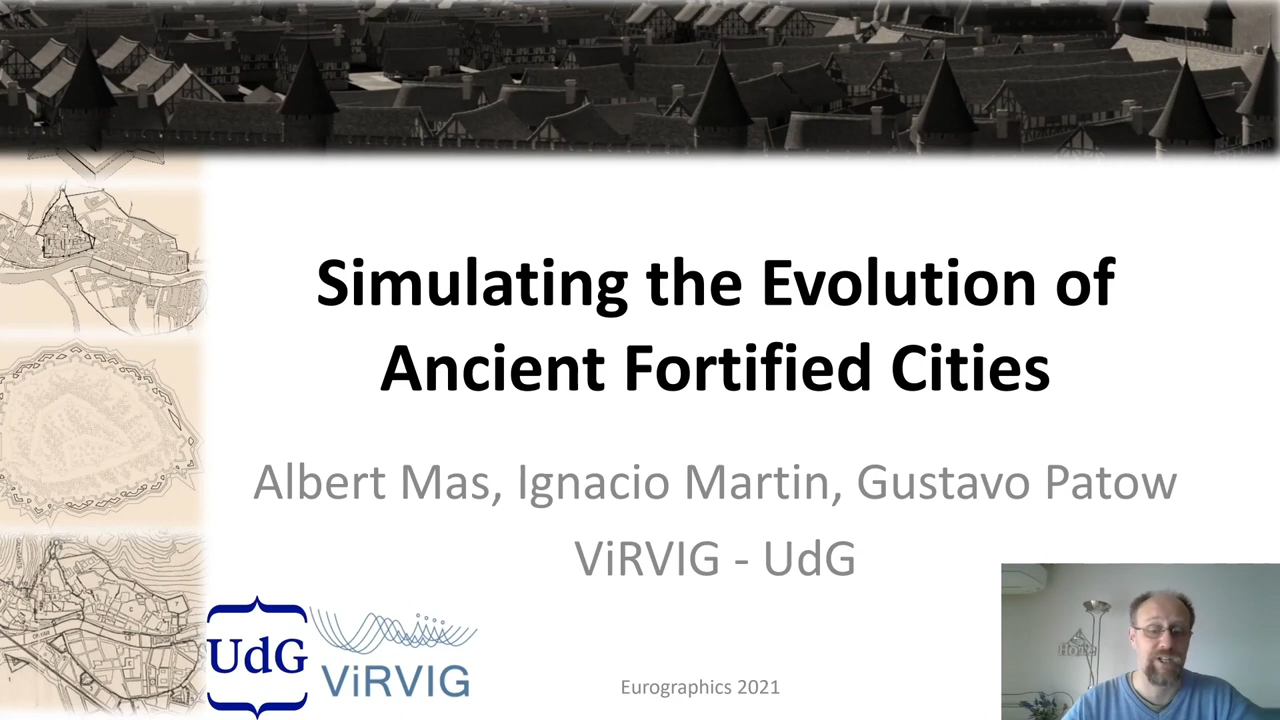 Simulating the Evolution of
Ancient Fortified Cities
Albert Mas, Ignacio Martin, Gustavo Patow
ViRVIG - UdG
UdG
ViRVIG
Eurographics 2021
HOME